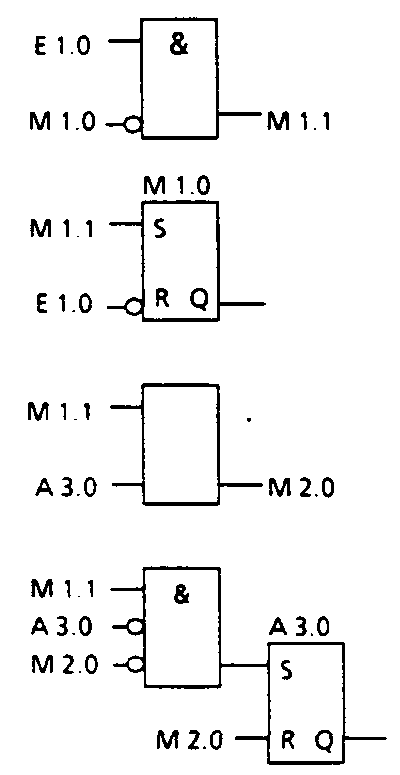 E 1.0
&
M 1.0
M 1.1
M 1.0
M 1.1 S
E 1.0 R Q
M 1.1
A 3.0 M 2.0
M 1.1 &
A 3.0
M 2.0
A 3.0
S
M 2.0 R Q